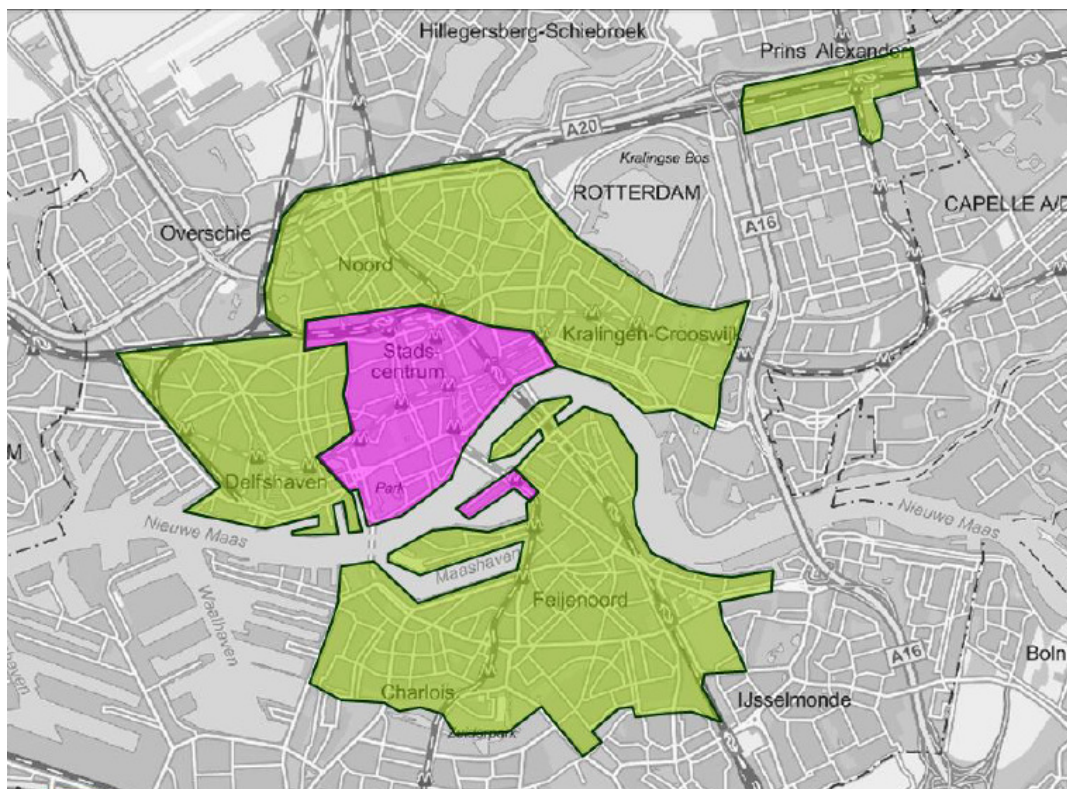 Hillegersberg-Schiebroek
Prins Alexander
A20
Kralingse Bos
ROTTERDAM
CAPELLE A/D
A16
Overschie
Noord
Kralingen-Crooswijk
Stads-
centrum
M
Delfshaven
Park
Nieuwe Maas
Nieuwe Maas
Maashaven
Waalhaven
Feijenoord
haven
A16
Boln
Charlois
IJsselmonde
Zuiderpark